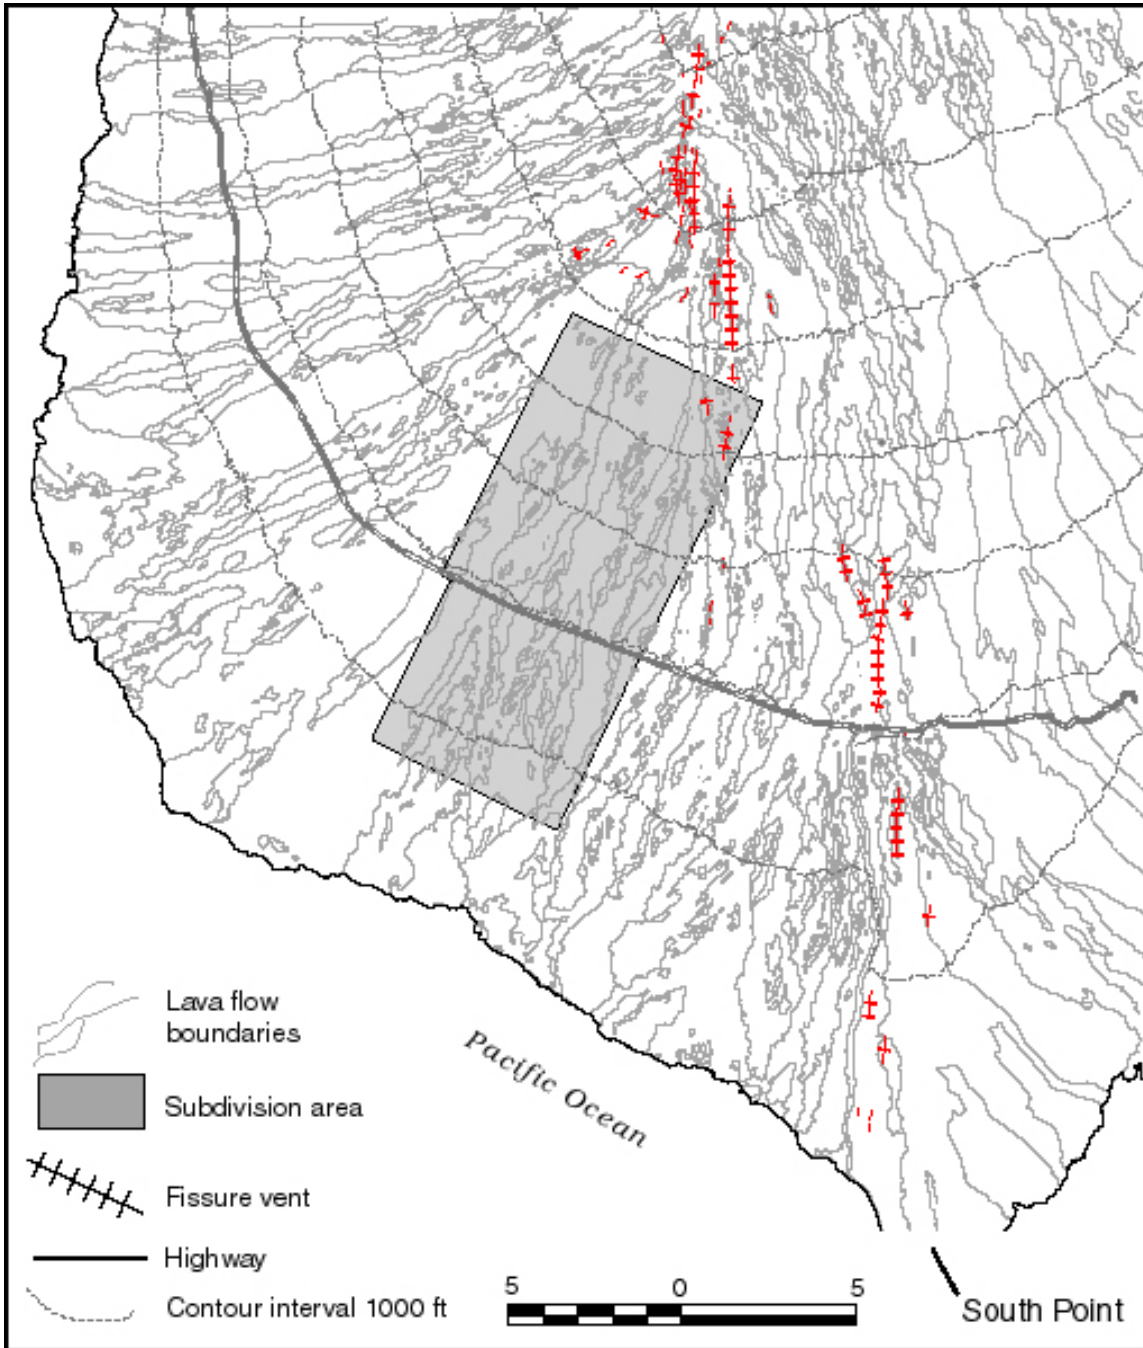 Lava flow
boundaries
Pacific Ocean
Subdivision area
Fissure vent
Highway
Contour interval 1000 ft
5 0 5
South Point